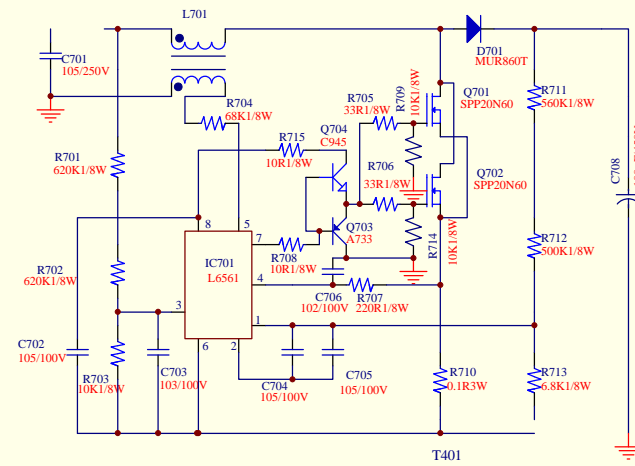 L701
C701
105/250V
D701
MUR860T
R704
68K1/8W
R705
33R1/8W
R709
10K1/8W
Q701
SPP20N60
R711
560K1/8W
Q704
C945
R715
10R1/8W
R701
620K1/8W
R706
33R1/8W
Q702
SPP20N60
C708
8
5
7
Q703
A733
R714
10K1/8W
R712
500K1/8W
IC701
L6561
R708
10R1/8W
R702
620K1/8W
4
C706
102/100V
R707
220R1/8W
3
1
6
2
C702
105/100V
R703
10K1/8W
C703
103/100V
C704
105/100V
C705
105/100V
R710
0.1R3W
R713
6.8K1/8W
T401